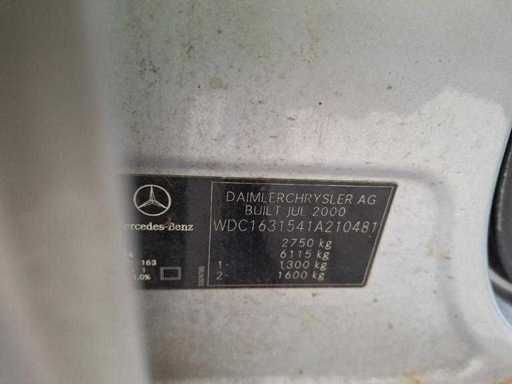 DAIMLERCHRYSLER AG
BUILT JUL 2000
WDC1631541A210481
Mercedes-Benz
2750 kg
6115 kg
163
1- 1300 kg
2- 1600 kg